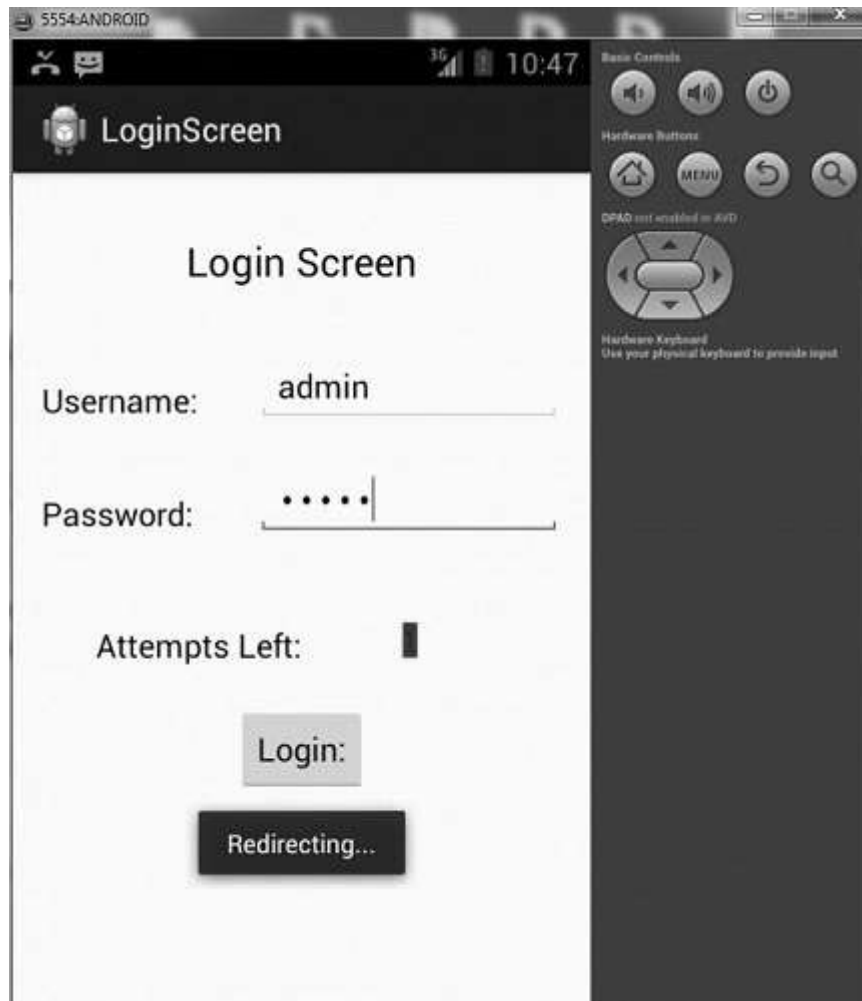 5554:ANDROID
3G 10:47
LoginScreen
Login Screen
Username: admin
Password: •••••
Attempts Left:
Login:
Redirecting...
Basic Controls
Hardware Buttons
MENU
DPAD not enabled in AVD
Hardware Keyboard
Use your physical keyboard to provide input